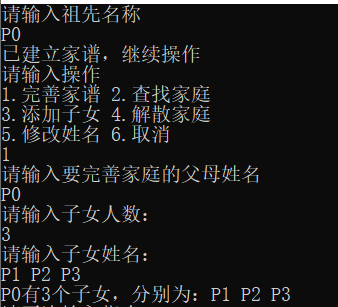 请输入祖先名称
P0
已建立家谱，继续操作
请输入操作
1.完善家谱 2.查找家庭
3.添加子女 4.解散家庭
5.修改姓名 6.取消
1
请输入要完善家庭的父母姓名
P0
请输入子女人数：
3
请输入子女姓名：
P1 P2 P3
P0有3个子女，分别为：P1 P2 P3